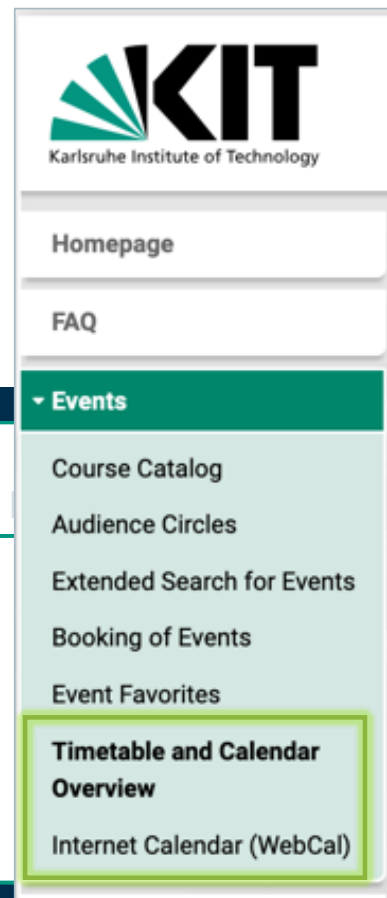 KIT
Karlsruhe Institute of Technology
Homepage
FAQ
Events
Course Catalog
Audience Circles
Extended Search for Events
Booking of Events
Event Favorites
Timetable and Calendar
Overview
Internet Calendar (WebCal)